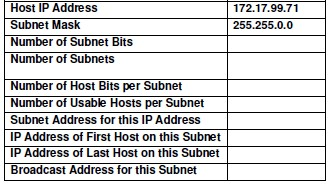 Host IP Address 172.17.99.71
Subnet Mask 255.255.0.0
Number of Subnet Bits
Number of Subnets
Number of Host Bits per Subnet
Number of Usable Hosts per Subnet
Subnet Address for this IP Address
IP Address of First Host on this Subnet
IP Address of Last Host on this Subnet
Broadcast Address for this Subnet